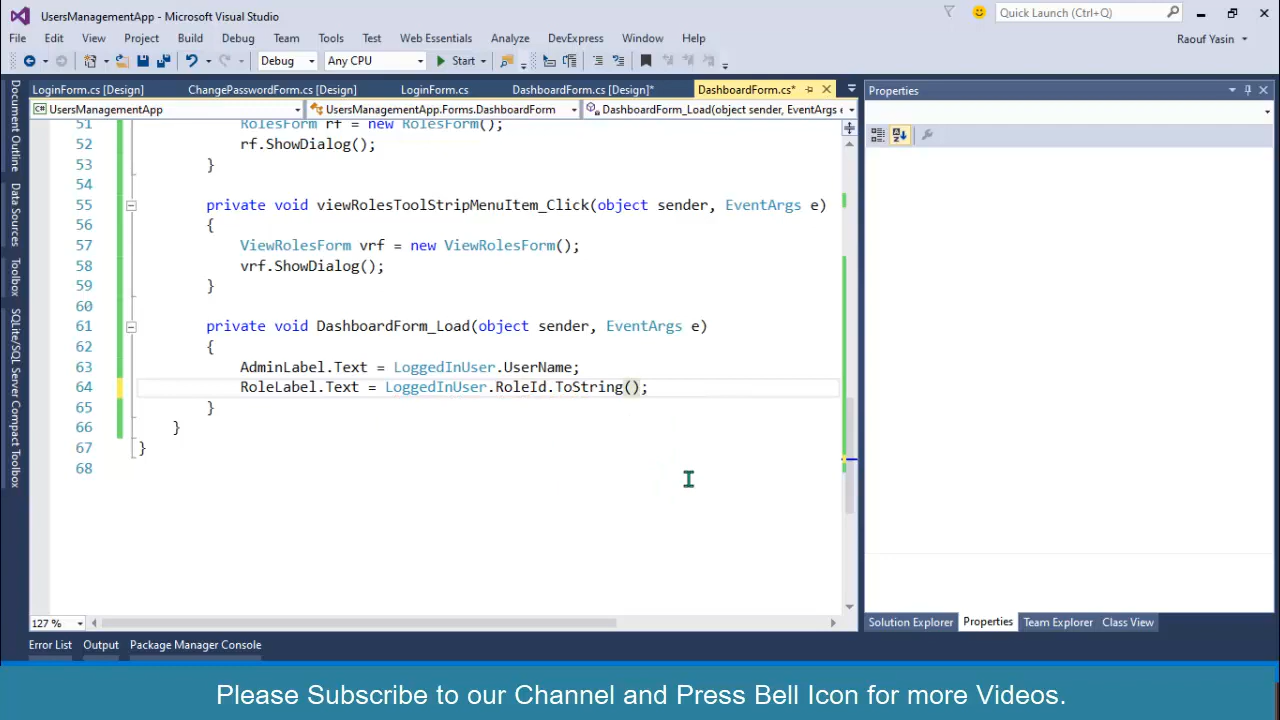 UsersManagementApp - Microsoft Visual Studio
Quick Launch (Ctrl+Q)
File Edit View Project Build Debug Team Tools Test Web Essentials Analyze DevExpress Window Help
Raouf Yasin
Debug Any CPU Start
LoginForm.cs [Design] ChangePasswordForm.cs [Design] LoginForm.cs DashboardForm.cs [Design]* DashboardForm.cs*
Properties
UsersManagementApp UsersManagementApp.Forms.DashboardForm DashboardForm_Load(object sender, EventArgs e
Document Outline
Data Sources
Toolbox
SQLite/SQL Server Compact Toolbox
51 RolesForm rf = new RolesForm();
52 rf.ShowDialog();
53 }
54
55 private void viewRolesToolStripMenuItem_Click(object sender, EventArgs e)
56 {
57 ViewRolesForm vrf = new ViewRolesForm();
58 vrf.ShowDialog();
59 }
60
61 private void DashboardForm_Load(object sender, EventArgs e)
62 {
63 AdminLabel.Text = LoggedInUser.UserName;
64 RoleLabel.Text = LoggedInUser.RoleId.ToString();
65 }
66 }
67 }
68
127 %
Solution Explorer Properties Team Explorer Class View
Error List Output Package Manager Console
Please Subscribe to our Channel and Press Bell Icon for more Videos.